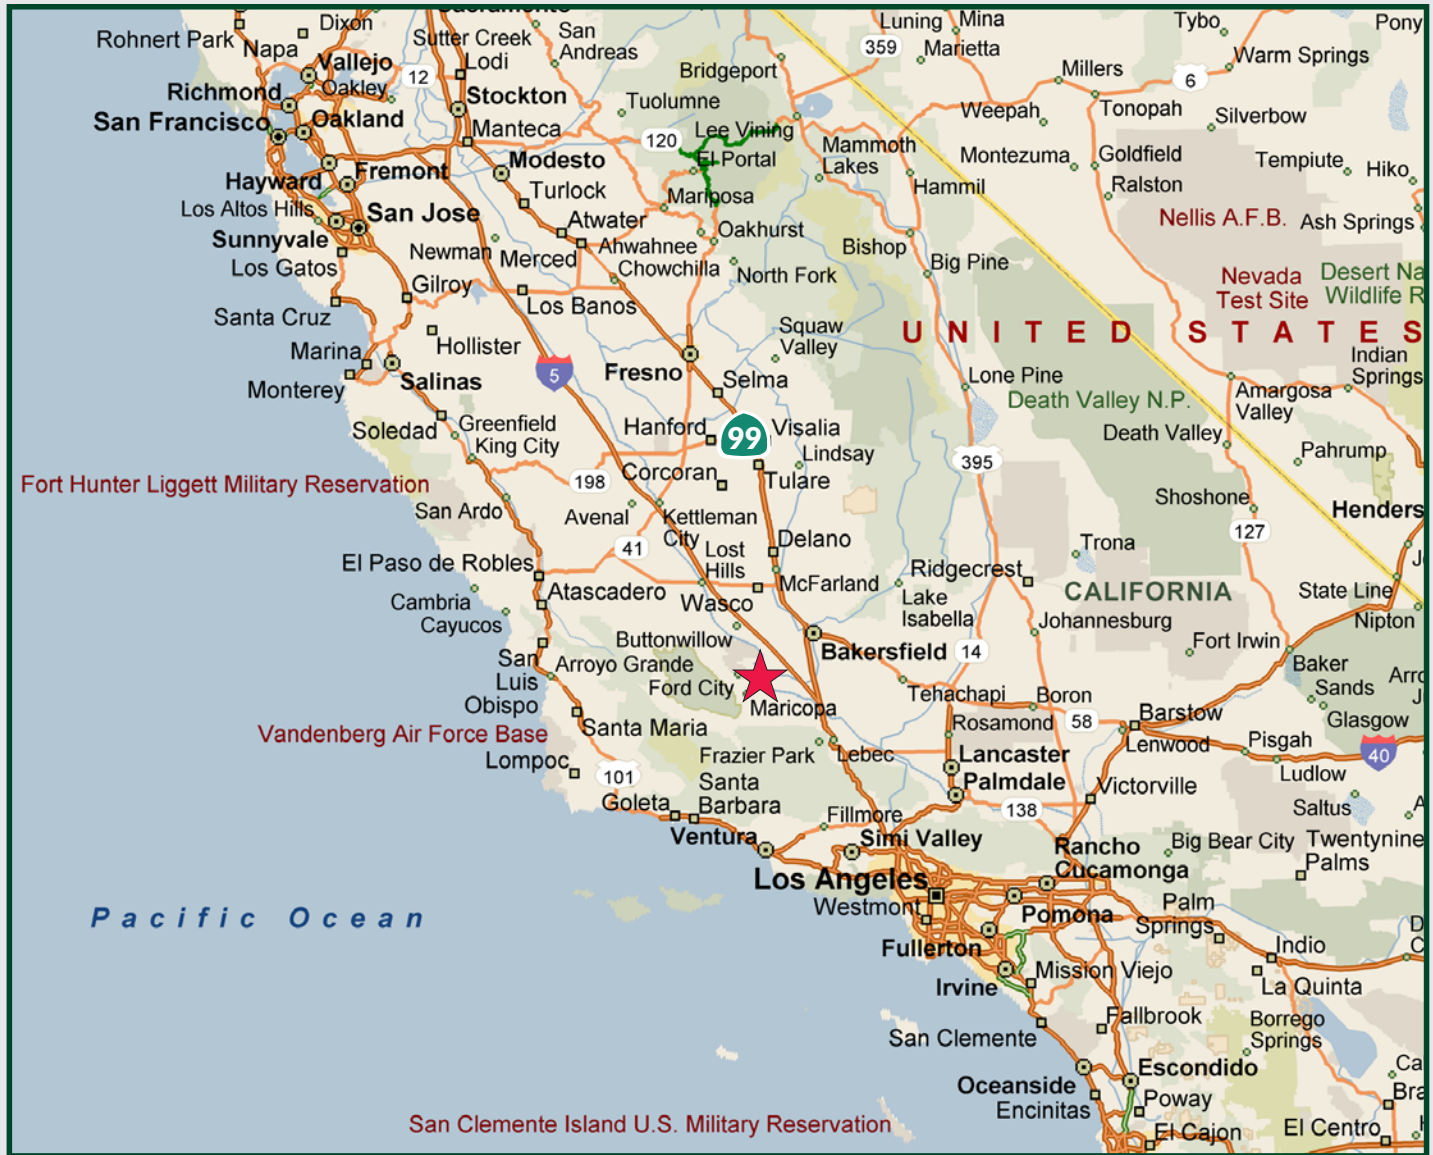 Sacramento
Dixon
Rohnert Park
Napa
Vallejo
Sutter Creek
San
Andreas
Lodi
12
Richmond
Oakley
Stockton
San Francisco
Oakland
Manteca
Fremont
Modesto
Hayward
Turlock
Los Altos Hills
San Jose
Atwater
Sunnyvale
Newman
Merced
Ahwahnee
Chowchilla
Los Gatos
Gilroy
Los Banos
Santa Cruz
Hollister
Marina
Monterey
Salinas
5
Fresno
Selma
Soledad
Greenfield
King City
Hanford
99
Visalia
Lindsay
Corcoran
Tulare
198
Fort Hunter Liggett Military Reservation
San Ardo
Avenal
Kettleman
City
41
Lost
Hills
Delano
El Paso de Robles
McFarland
Atascadero
Wasco
Cambria
Cayucos
Buttonwillow
Bakersfield
San
Luis
Obispo
Arroyo Grande
Ford City
Maricopa
Vandenberg Air Force Base
Santa Maria
Lompoc
101
Frazier Park
Lebec
Goleta
Santa
Barbara
Fillmore
Ventura
Simi Valley
Los Angeles
Westmont
Fullerton
Irvine
Pacific Ocean
San Clemente
Oceanside
Encinitas
San Clemente Island U.S. Military Reservation
Luning
Mina
359
Marietta
Tybo
Pony
Warm Springs
Bridgeport
Millers
6
Tuolumne
Weepah
Tonopah
Silverbow
Lee Vining
120
El Portal
Mammoth
Lakes
Montezuma
Goldfield
Tempiute
Hiko
Hammil
Ralston
Mariposa
Nellis A.F.B.
Ash Springs
Oakhurst
Bishop
Big Pine
North Fork
Nevada
Test Site
Desert Na
Wildlife R
Squaw
Valley
UNITED STATES
Indian
Springs
Lone Pine
Death Valley N.P.
Amargosa
Valley
Death Valley
Pahrump
395
Shoshone
Henders
127
Trona
Ridgecrest
CALIFORNIA
State Line
Lake
Isabella
Johannesburg
Nipton
14
Fort Irwin
Baker
Sands
Arro
Tehachapi
Boron
Rosamond
58
Barstow
Glasgow
Lenwood
Pisgah
40
Lancaster
Palmdale
Ludlow
Victorville
138
Saltus
Rancho
Cucamonga
Big Bear City
Twentynine
Palms
Pomona
Palm
Springs
Indio
Mission Viejo
La Quinta
Fallbrook
Borrego
Springs
Escondido
Ca
Bra
Poway
El Cajon
El Centro